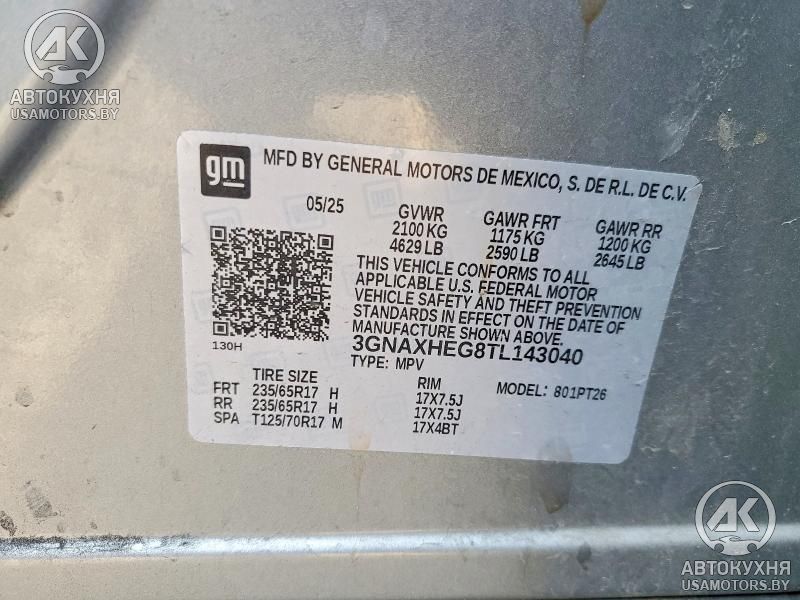 AK
АВТОКУХНЯ
USAMOTORS.BY
gm MFD BY GENERAL MOTORS DE MEXICO, S. DE R.L. DE C.V.
05/25 GVWR GAWR FRT GAWR RR
2100 KG 1175 KG 1200 KG
4629 LB 2590 LB 2645 LB
THIS VEHICLE CONFORMS TO ALL
APPLICABLE U.S. FEDERAL MOTOR
VEHICLE SAFETY AND THEFT PREVENTION
STANDARDS IN EFFECT ON THE DATE OF
MANUFACTURE SHOWN ABOVE.
130H 3GNAXHEG8TL143040
TYPE: MPV
TIRE SIZE RIM MODEL: 801PT26
FRT 235/65R17 H 17X7.5J
RR 235/65R17 H 17X7.5J
SPA T125/70R17 M 17X4BT
AK
АВТОКУХНЯ
USAMOTORS.BY